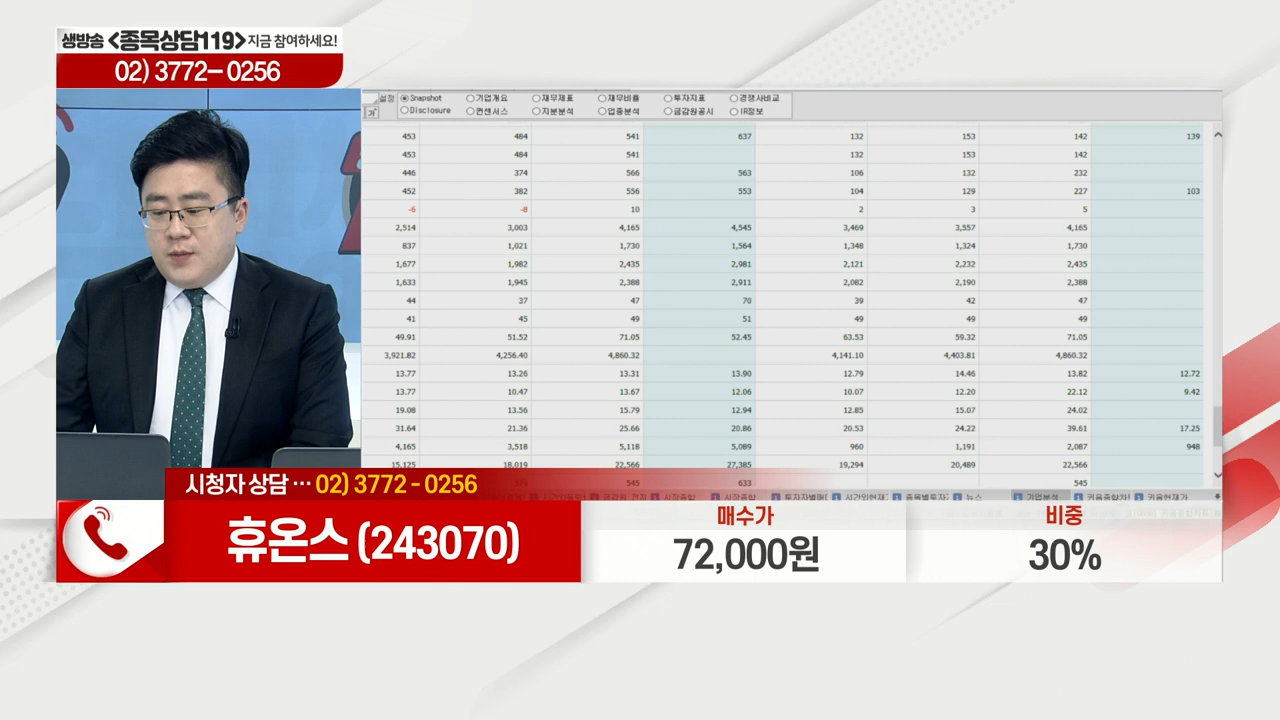 생방송 <종목상담119> 지금 참여하세요!
02) 3772-0256
설정 Snapshot 기업개요 재무제표 재무비율 투자지표 경쟁사비교
Disclosure 컨센서스 지분분석 업종분석 금감원공시 IR정보
453 484 541 637 132 153 142 139
453 484 541 132 153 142
446 374 566 563 106 132 232
452 382 556 553 104 129 227 103
-6 -8 10 2 3 5
2,514 3,003 4,165 4,545 3,469 3,557 4,165
837 1,021 1,730 1,564 1,348 1,324 1,730
1,677 1,982 2,435 2,981 2,121 2,232 2,435
1,633 1,945 2,388 2,911 2,082 2,190 2,388
44 37 47 70 39 42 47
41 45 49 51 49 49 49
49.91 51.52 71.05 52.45 63.53 59.32 71.05
3,921.82 4,256.40 4,860.32 4,141.10 4,403.81 4,860.32
13.77 13.26 13.31 13.90 12.79 14.46 13.82 12.72
13.77 10.47 13.67 12.06 10.07 12.20 22.12 9.42
19.08 13.56 15.79 12.94 12.85 15.07 24.02
31.64 21.36 25.66 20.86 20.53 24.22 39.61 17.25
4,165 3,518 5,118 5,089 960 1,191 2,087 948
15,125 18,019 22,566 27,385 19,294 20,489 22,566
545 633 545
시청자 상담 … 02) 3772 - 0256
뉴스 기업분석
휴온스 (243070)
매수가
72,000원
비중
30%